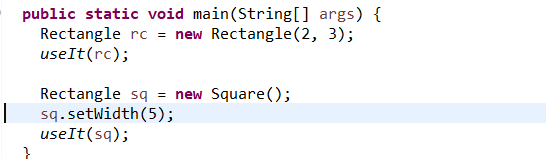 public static void main(String[] args) {
Rectangle rc = new Rectangle(2, 3);
useIt(rc);
Rectangle sq = new Square();
sq.setWidth(5);
useIt(sq);
}